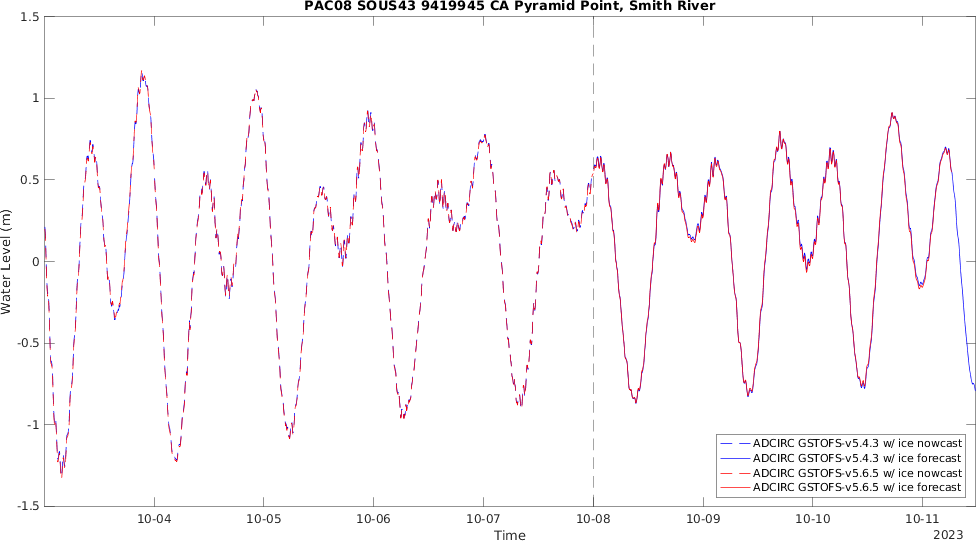 PAC08 SOUS43 9419945 CA Pyramid Point, Smith River
1.5
1
0.5
0
-0.5
-1
-1.5
Water Level (m)
10-04
10-05
10-06
10-07
10-08
10-09
10-10
10-11
Time
2023
ADCIRC GSTOFS-v5.4.3 w/ ice nowcast
ADCIRC GSTOFS-v5.4.3 w/ ice forecast
ADCIRC GSTOFS-v5.6.5 w/ ice nowcast
ADCIRC GSTOFS-v5.6.5 w/ ice forecast